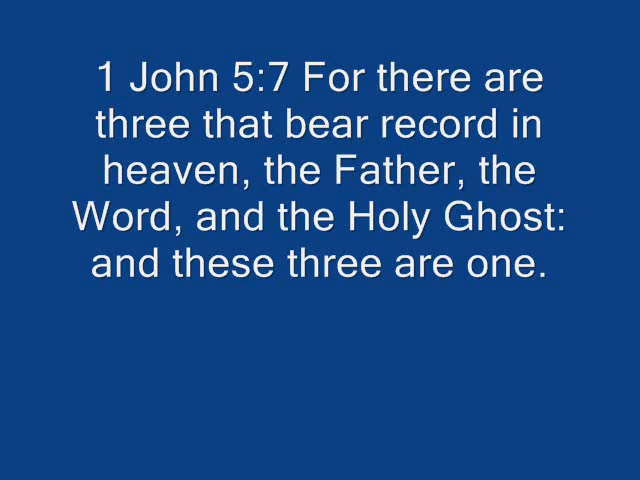 1 John 5:7 For there are
three that bear record in
heaven, the Father, the
Word, and the Holy Ghost:
and these three are one.